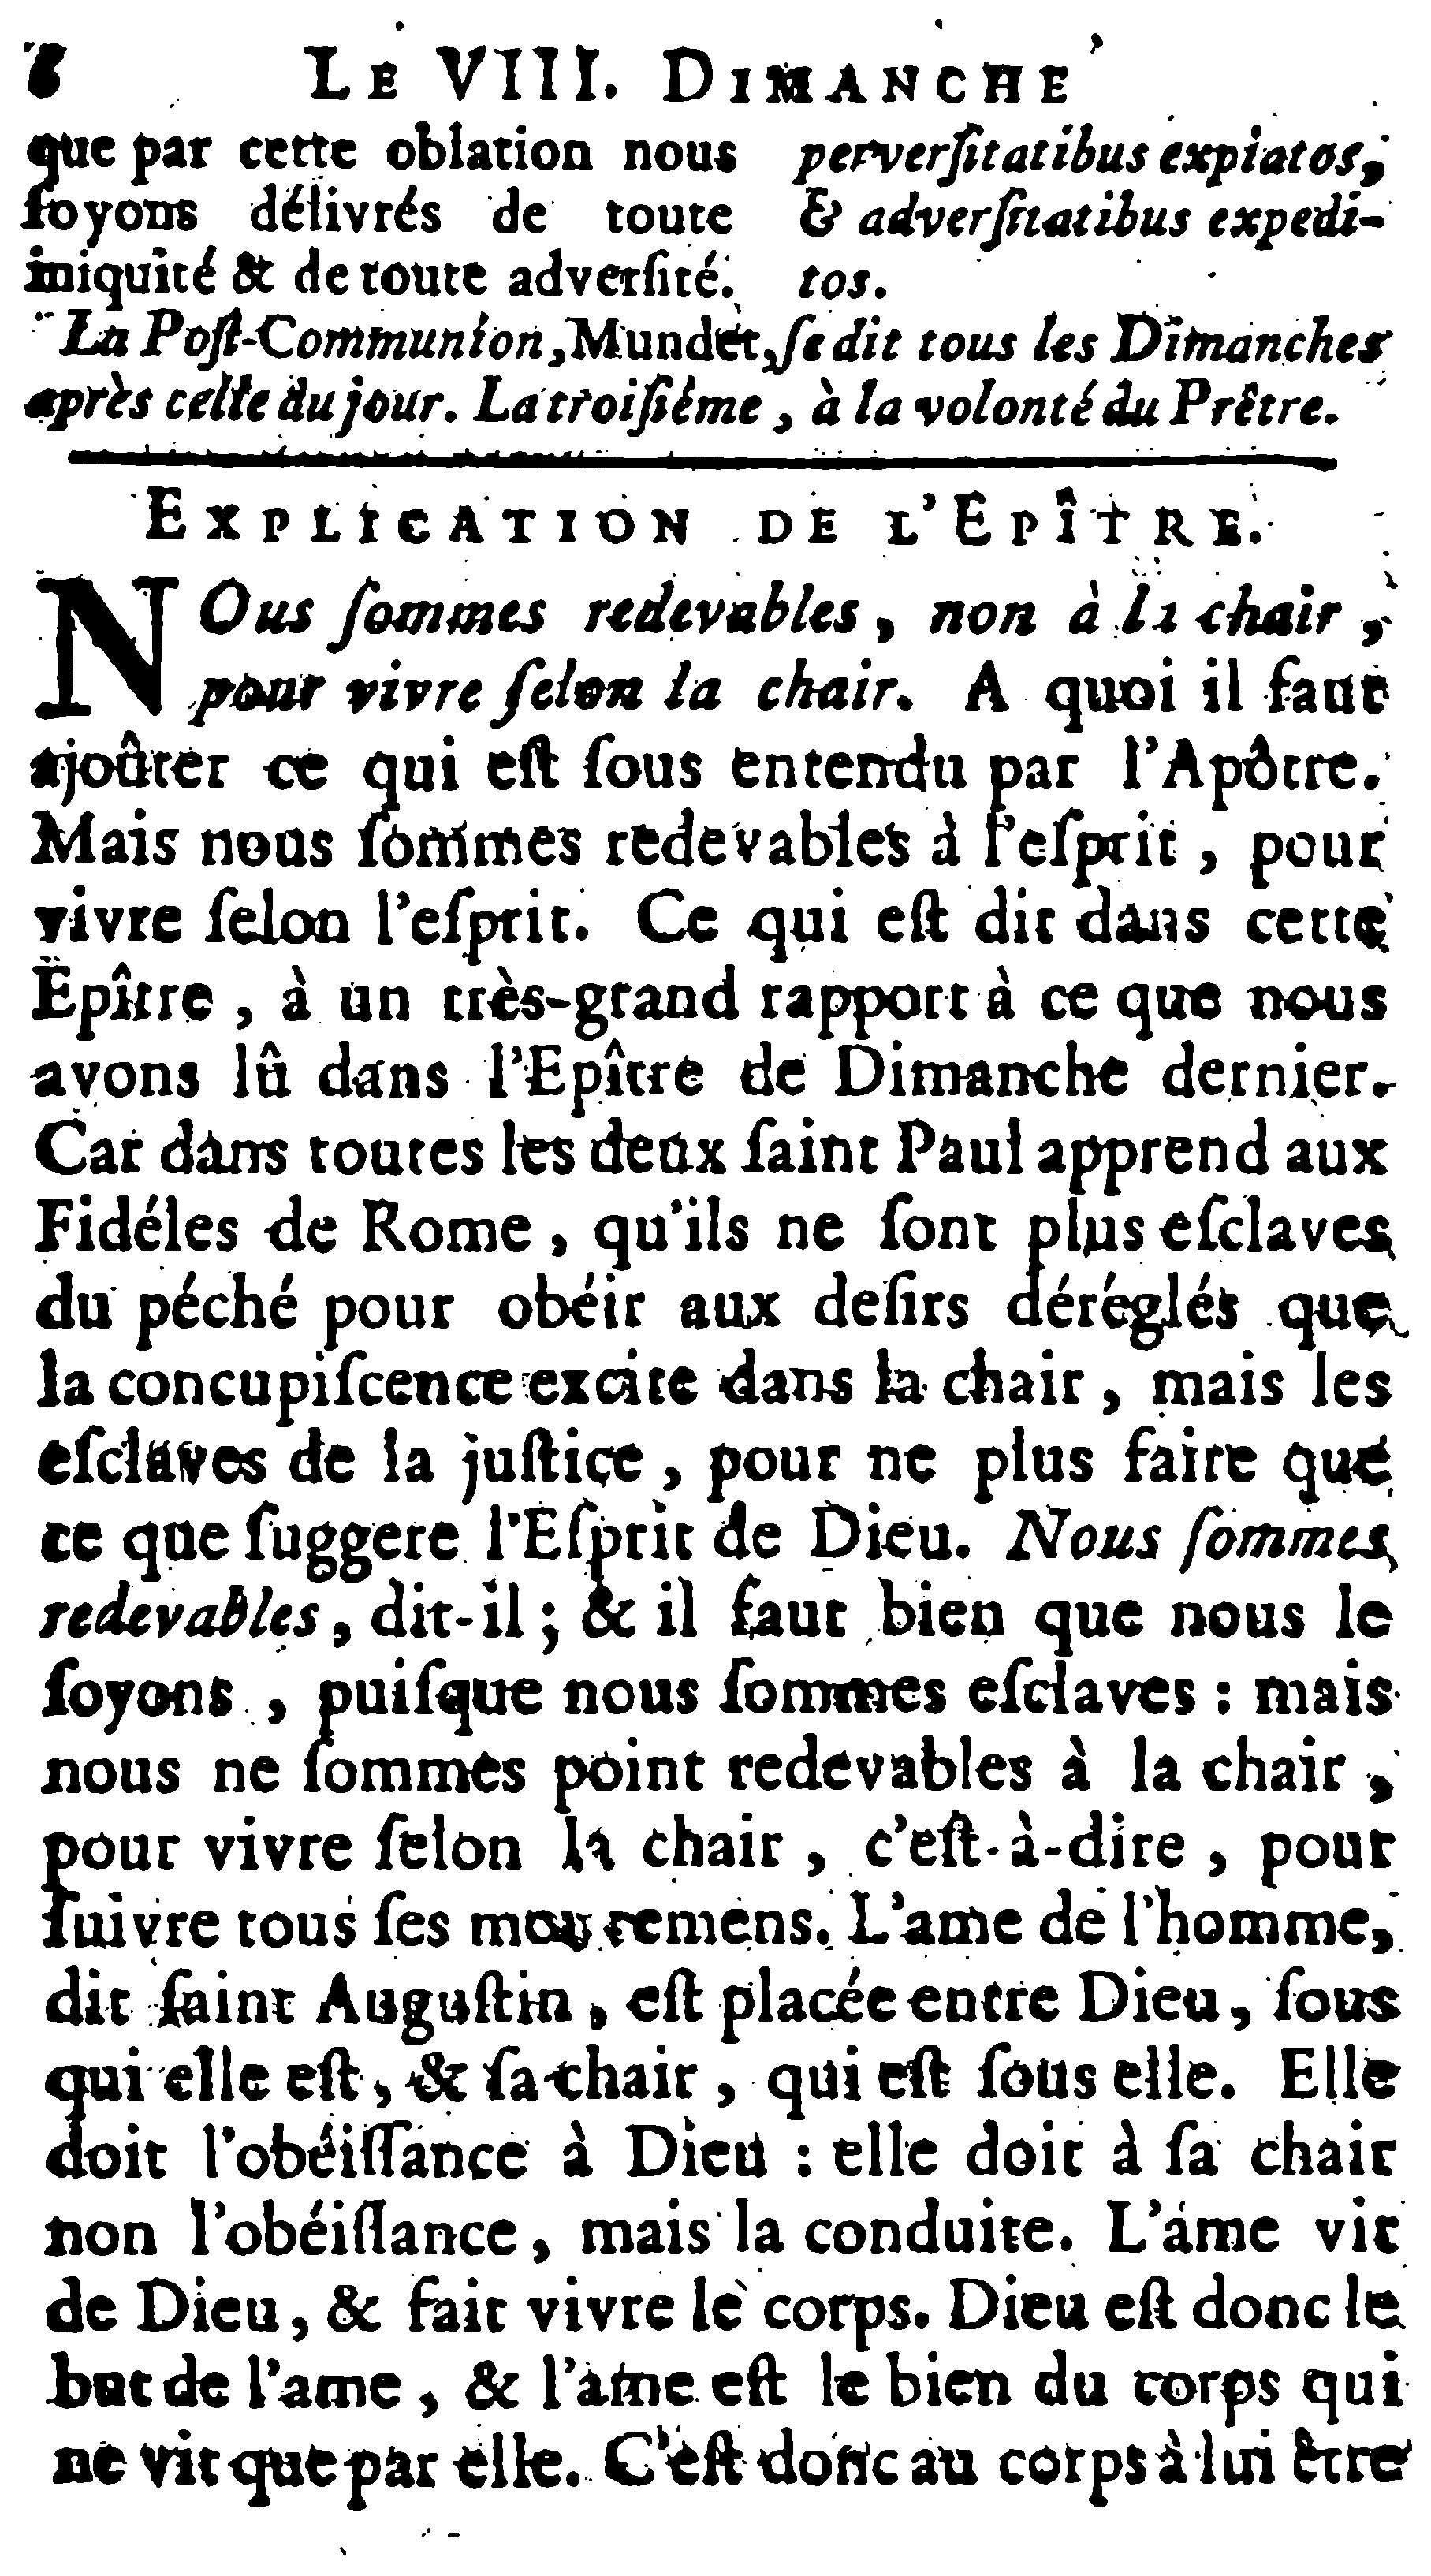 6 LE VIII. DIMANCHE
que par cette oblation nous
ſoyons délivrés de toute
iniquité & de toute adverſité.
perverſitatibus expiatos,
& adverſitatibus expedi-
tos.
La Poſt-Communion, Mundet, ſe dit tous les Dimanches
après celle du jour. La troiſiéme, à la volonté du Prêtre.
EXPLICATION DE L'EPÎTRE.
NOus ſommes redevables, non à la chair,
pour vivre ſelon la chair. A quoi il faut
ajoûter ce qui eſt ſous entendu par l'Apôtre.
Mais nous ſommes redevables à l'eſprit, pour
vivre ſelon l'eſprit. Ce qui eſt dit dans cette
Epître, à un très-grand rapport à ce que nous
avons lû dans l'Epître de Dimanche dernier.
Car dans toutes les deux ſaint Paul apprend aux
Fidéles de Rome, qu'ils ne ſont plus eſclaves
du péché pour obéir aux deſirs déréglés que
la concupiſcence excite dans la chair, mais les
eſclaves de la juſtice, pour ne plus faire que
ce que ſuggere l'Eſprit de Dieu. Nous ſommes
redevables, dit-il; & il faut bien que nous le
ſoyons, puiſque nous ſommes eſclaves : mais
nous ne ſommes point redevables à la chair,
pour vivre ſelon la chair, c'eſt-à-dire, pour
ſuivre tous ſes mouvemens. L'ame de l'homme,
dit ſaint Auguſtin, eſt placée entre Dieu, ſous
qui elle eſt, & ſa chair, qui eſt ſous elle. Elle
doit l'obéiſſance à Dieu : elle doit à ſa chair
non l'obéiſſance, mais la conduite. L'ame vit
de Dieu, & fait vivre le corps. Dieu eſt donc le
but de l'ame, & l'ame eſt le bien du corps qui
ne vit que par elle. C'eſt donc au corps à lui être